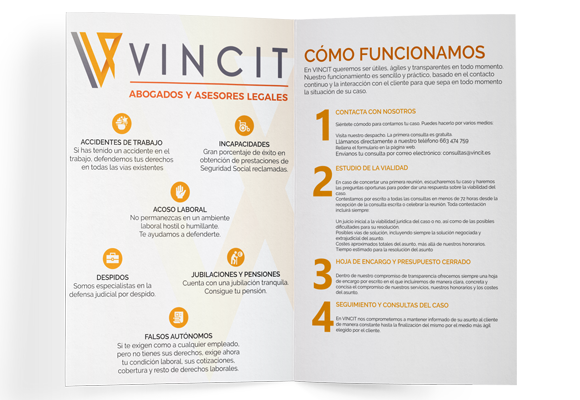 VINCIT
ABOGADOS Y ASESORES LEGALES
ACCIDENTES DE TRABAJO
Si has tenido un accidente en el
trabajo, defendemos tus derechos
en todas las vías existentes
INCAPACIDADES
Gran porcentaje de éxito en
obtención de prestaciones de
Seguridad Social reclamadas.
ACOSO LABORAL
No permanezcas en un ambiente
laboral hostil o humillante.
Te ayudamos a defenderte.
DESPIDOS
Somos especialistas en la
defensa judicial por despido.
JUBILACIONES Y PENSIONES
Cuenta con una jubilación tranquila.
Consigue tu pensión.
FALSOS AUTÓNOMOS
Si te exigen como a cualquier empleado,
pero no tienes sus derechos, exige ahora
tu condición laboral, sus cotizaciones,
cobertura y resto de derechos laborales.
CÓMO FUNCIONAMOS
En VINCIT queremos ser útiles, ágiles y transparentes en todo momento.
Nuestro funcionamiento es sencillo y práctico, basado en el contacto
continuo y la interacción con el cliente para que sepa en todo momento
la situación de su caso.
1
CONTACTA CON NOSOTROS
Siéntete cómodo para contarnos tu caso. Puedes hacerlo por varios medios:
Visita nuestro despacho: La primera consulta es gratuita
Llámanos directamente a nuestro teléfono 663 474 759
Rellena el formulario en la página web.
Envíanos tu consulta por correo electrónico: consultas@vincit.es
2
ESTUDIO DE LA VIALIDAD
En caso de concertar una primera reunión, escucharemos tu caso y haremos
las preguntas oportunas para poder dar una respuesta sobre la viabilidad del
caso.
Contestamos por escrito a todas las consultas en menos de 72 horas desde la
recepción de la consulta escrita o celebrar la reunión. Toda contestación
incluirá siempre:
Un juicio inicial a la viabilidad jurídica del caso o no, así como de las posibles
dificultades para su resolución.
Posibles vías de solución, incluyendo siempre la solución negociada y
extrajudicial del asunto.
Costes aproximados totales del asunto, más allá de nuestros honorarios.
Tiempo estimado para la resolución del asunto
3
HOJA DE ENCARGO Y PRESUPUESTO CERRADO
Dentro de nuestro compromiso de transparencia ofrecemos siempre una hoja
de encargo por escrito en el que incluiremos de manera clara, concreta y
concisa el compromiso de nuestros servicios, nuestros honorarios y los costes
del asunto.
4
SEGUIMIENTO Y CONSULTAS DEL CASO
En VINCIT nos comprometemos a mantener informado de su asunto al cliente
de manera constante hasta la finalización del mismo por el medio más ágil
elegido por el cliente